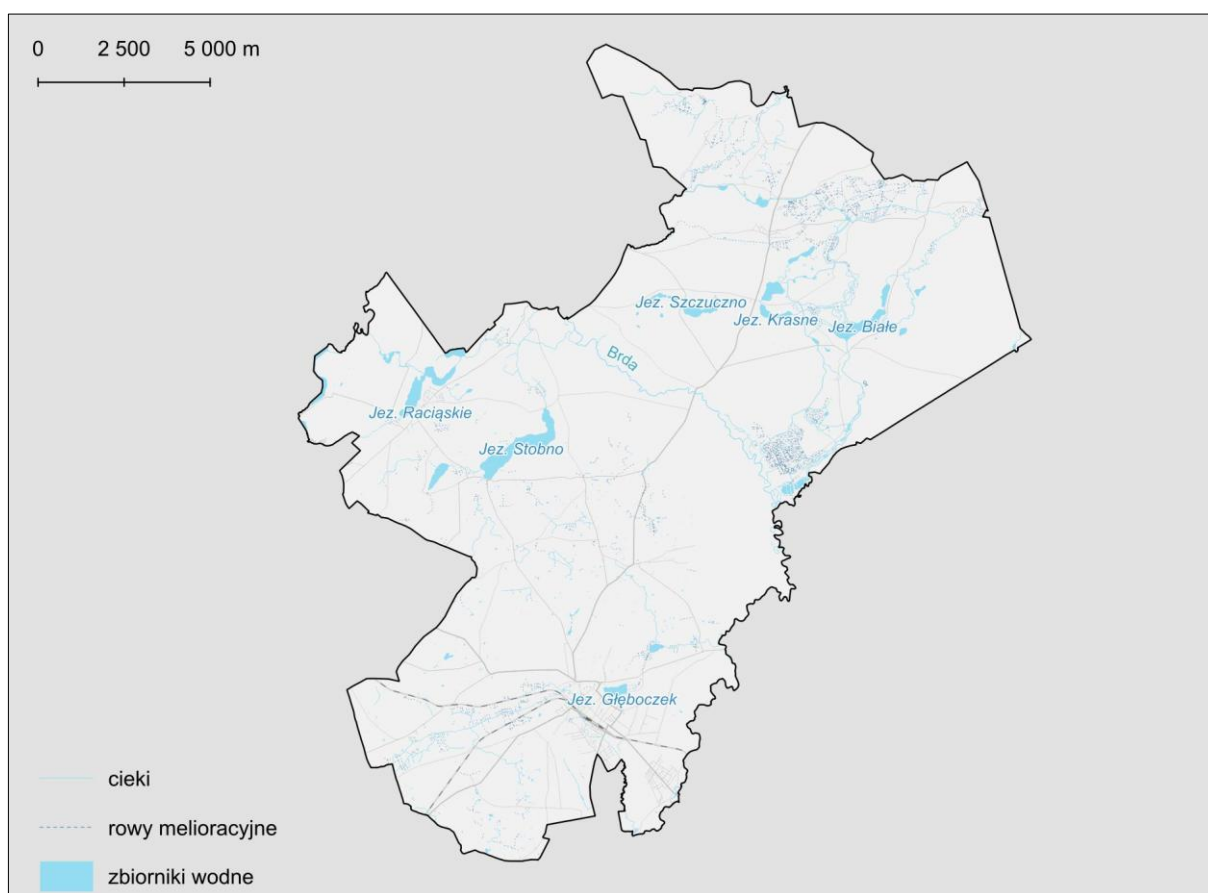 0 2 500 5 000 m
Jez. Szczuczno
Jez. Krasne
Jez. Białe
Brda
Jez. Raciąskie
Jez. Stobno
Jez. Głęboczek
cieki
rowy melioracyjne
zbiorniki wodne